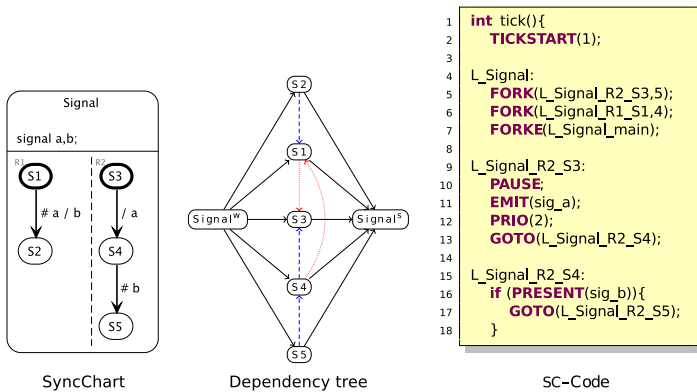 Signal
signal a,b;
R1
S1
# a / b
S2
R2
S3
/ a
S4
# b
S5
SyncChart
S2
S1
Signalᵂ
S3
Signalˢ
S4
S5
Dependency tree
1 int tick(){
2 TICKSTART(1);
3
4 L_Signal:
5 FORK(L_Signal_R2_S3,5);
6 FORK(L_Signal_R1_S1,4);
7 FORKE(L_Signal_main);
8
9 L_Signal_R2_S3:
10 PAUSE;
11 EMIT(sig_a);
12 PRIO(2);
13 GOTO(L_Signal_R2_S4);
14
15 L_Signal_R2_S4:
16 if (PRESENT(sig_b)){
17 GOTO(L_Signal_R2_S5);
18 }
SC-Code